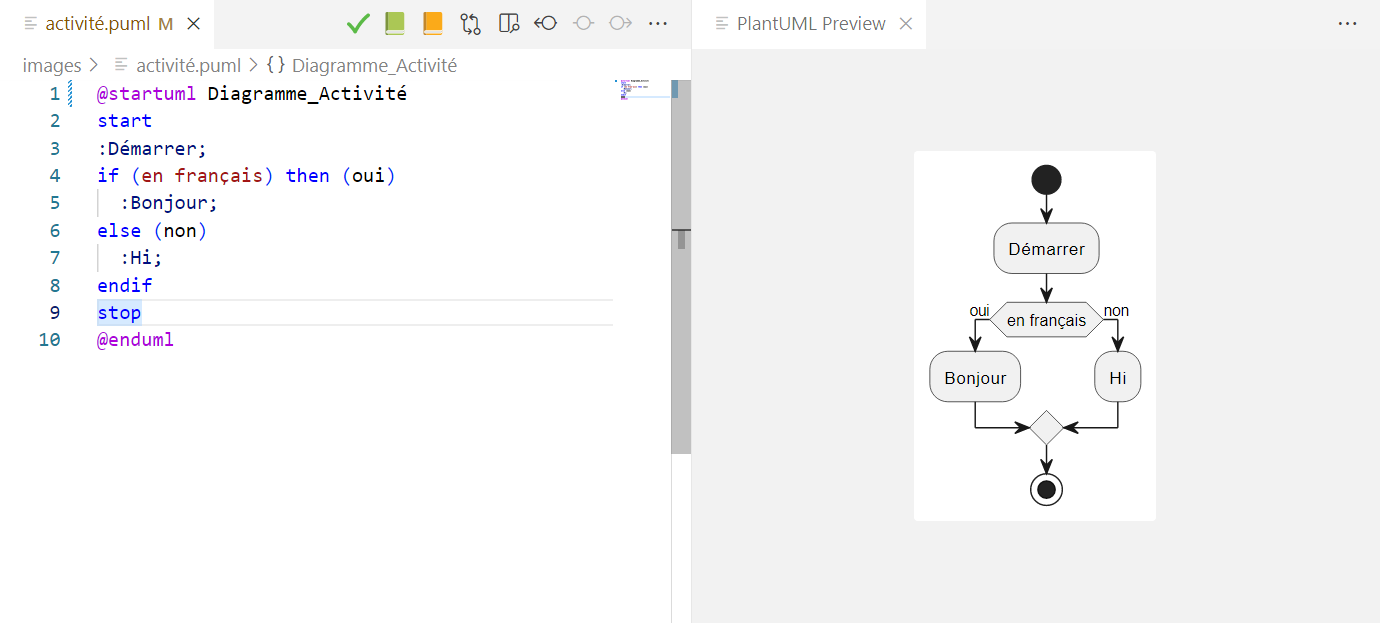 activité.puml M
PlantUML Preview
images > activité.puml > {} Diagramme_Activité
1 @startuml Diagramme_Activité
2 start
3 :Démarrer;
4 if (en français) then (oui)
5 :Bonjour;
6 else (non)
7 :Hi;
8 endif
9 stop
10 @enduml
Démarrer
oui
non
en français
Bonjour
Hi